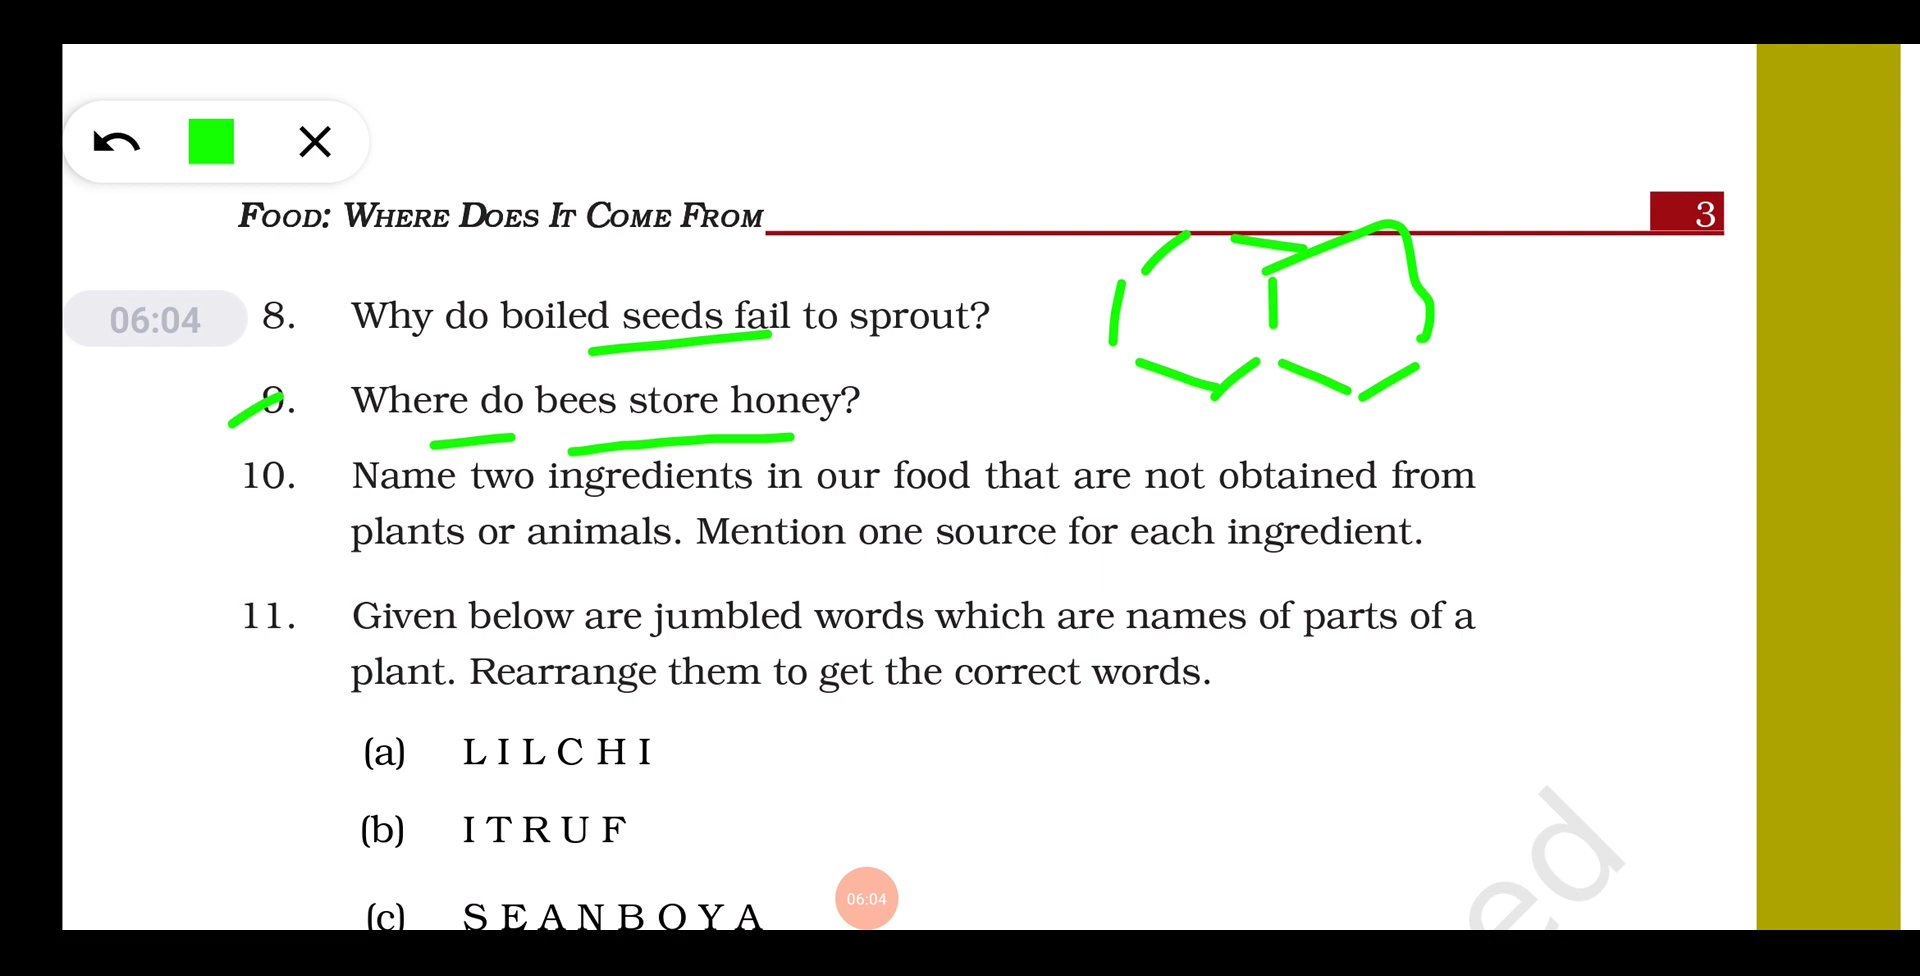 FOOD: WHERE DOES IT COME FROM 3
06:04
8. Why do boiled seeds fail to sprout?
9. Where do bees store honey?
10. Name two ingredients in our food that are not obtained from
plants or animals. Mention one source for each ingredient.
11. Given below are jumbled words which are names of parts of a
plant. Rearrange them to get the correct words.
(a) L I L C H I
(b) I T R U F
(c) S E A N B O Y A
06:04
ed